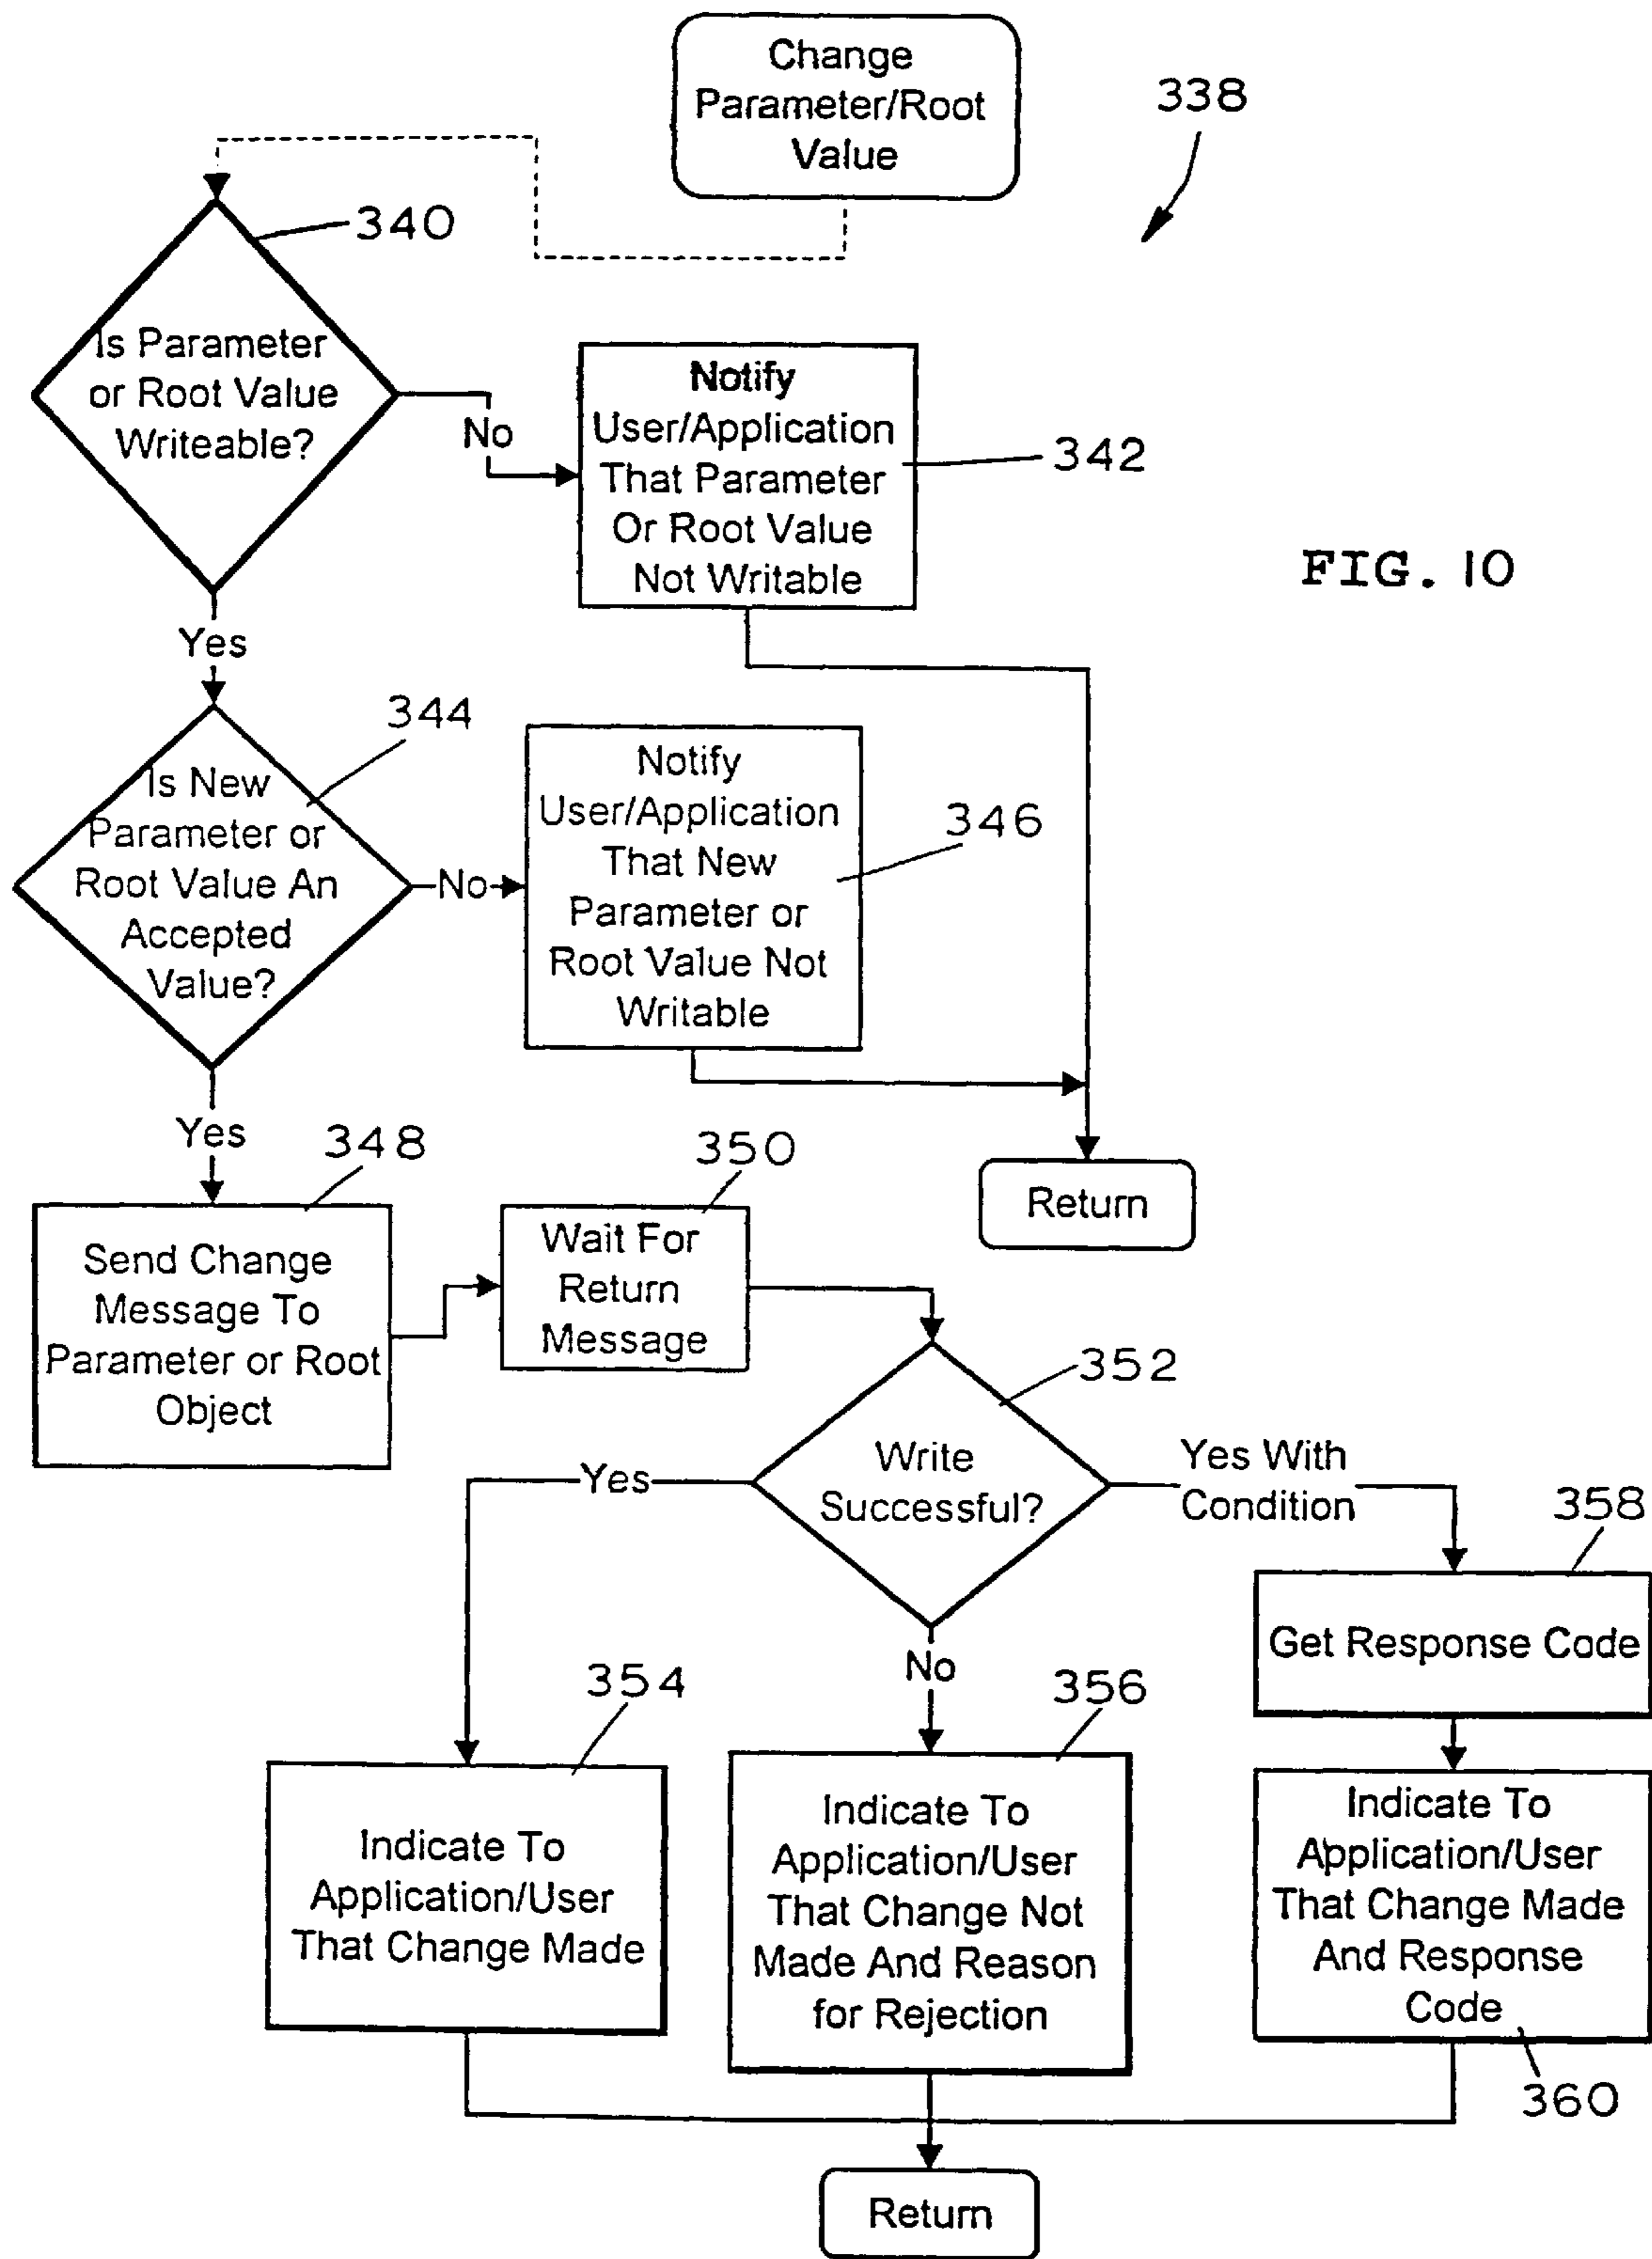 Change
Parameter/Root
Value
338
340
Is Parameter
or Root Value
Writeable?
No
Notify
User/Application
That Parameter
Or Root Value
Not Writable
342
FIG. 10
Yes
344
Is New
Parameter or
Root Value An
Accepted
Value?
No
Notify
User/Application
That New
Parameter or
Root Value Not
Writable
346
Return
Yes
348
Send Change
Message To
Parameter or Root
Object
350
Wait For
Return
Message
352
Write
Successful?
Yes
Yes With
Condition
358
Get Response Code
No
354
Indicate To
Application/User
That Change Made
356
Indicate To
Application/User
That Change Not
Made And Reason
for Rejection
Indicate To
Application/User
That Change Made
And Response
Code
360
Return